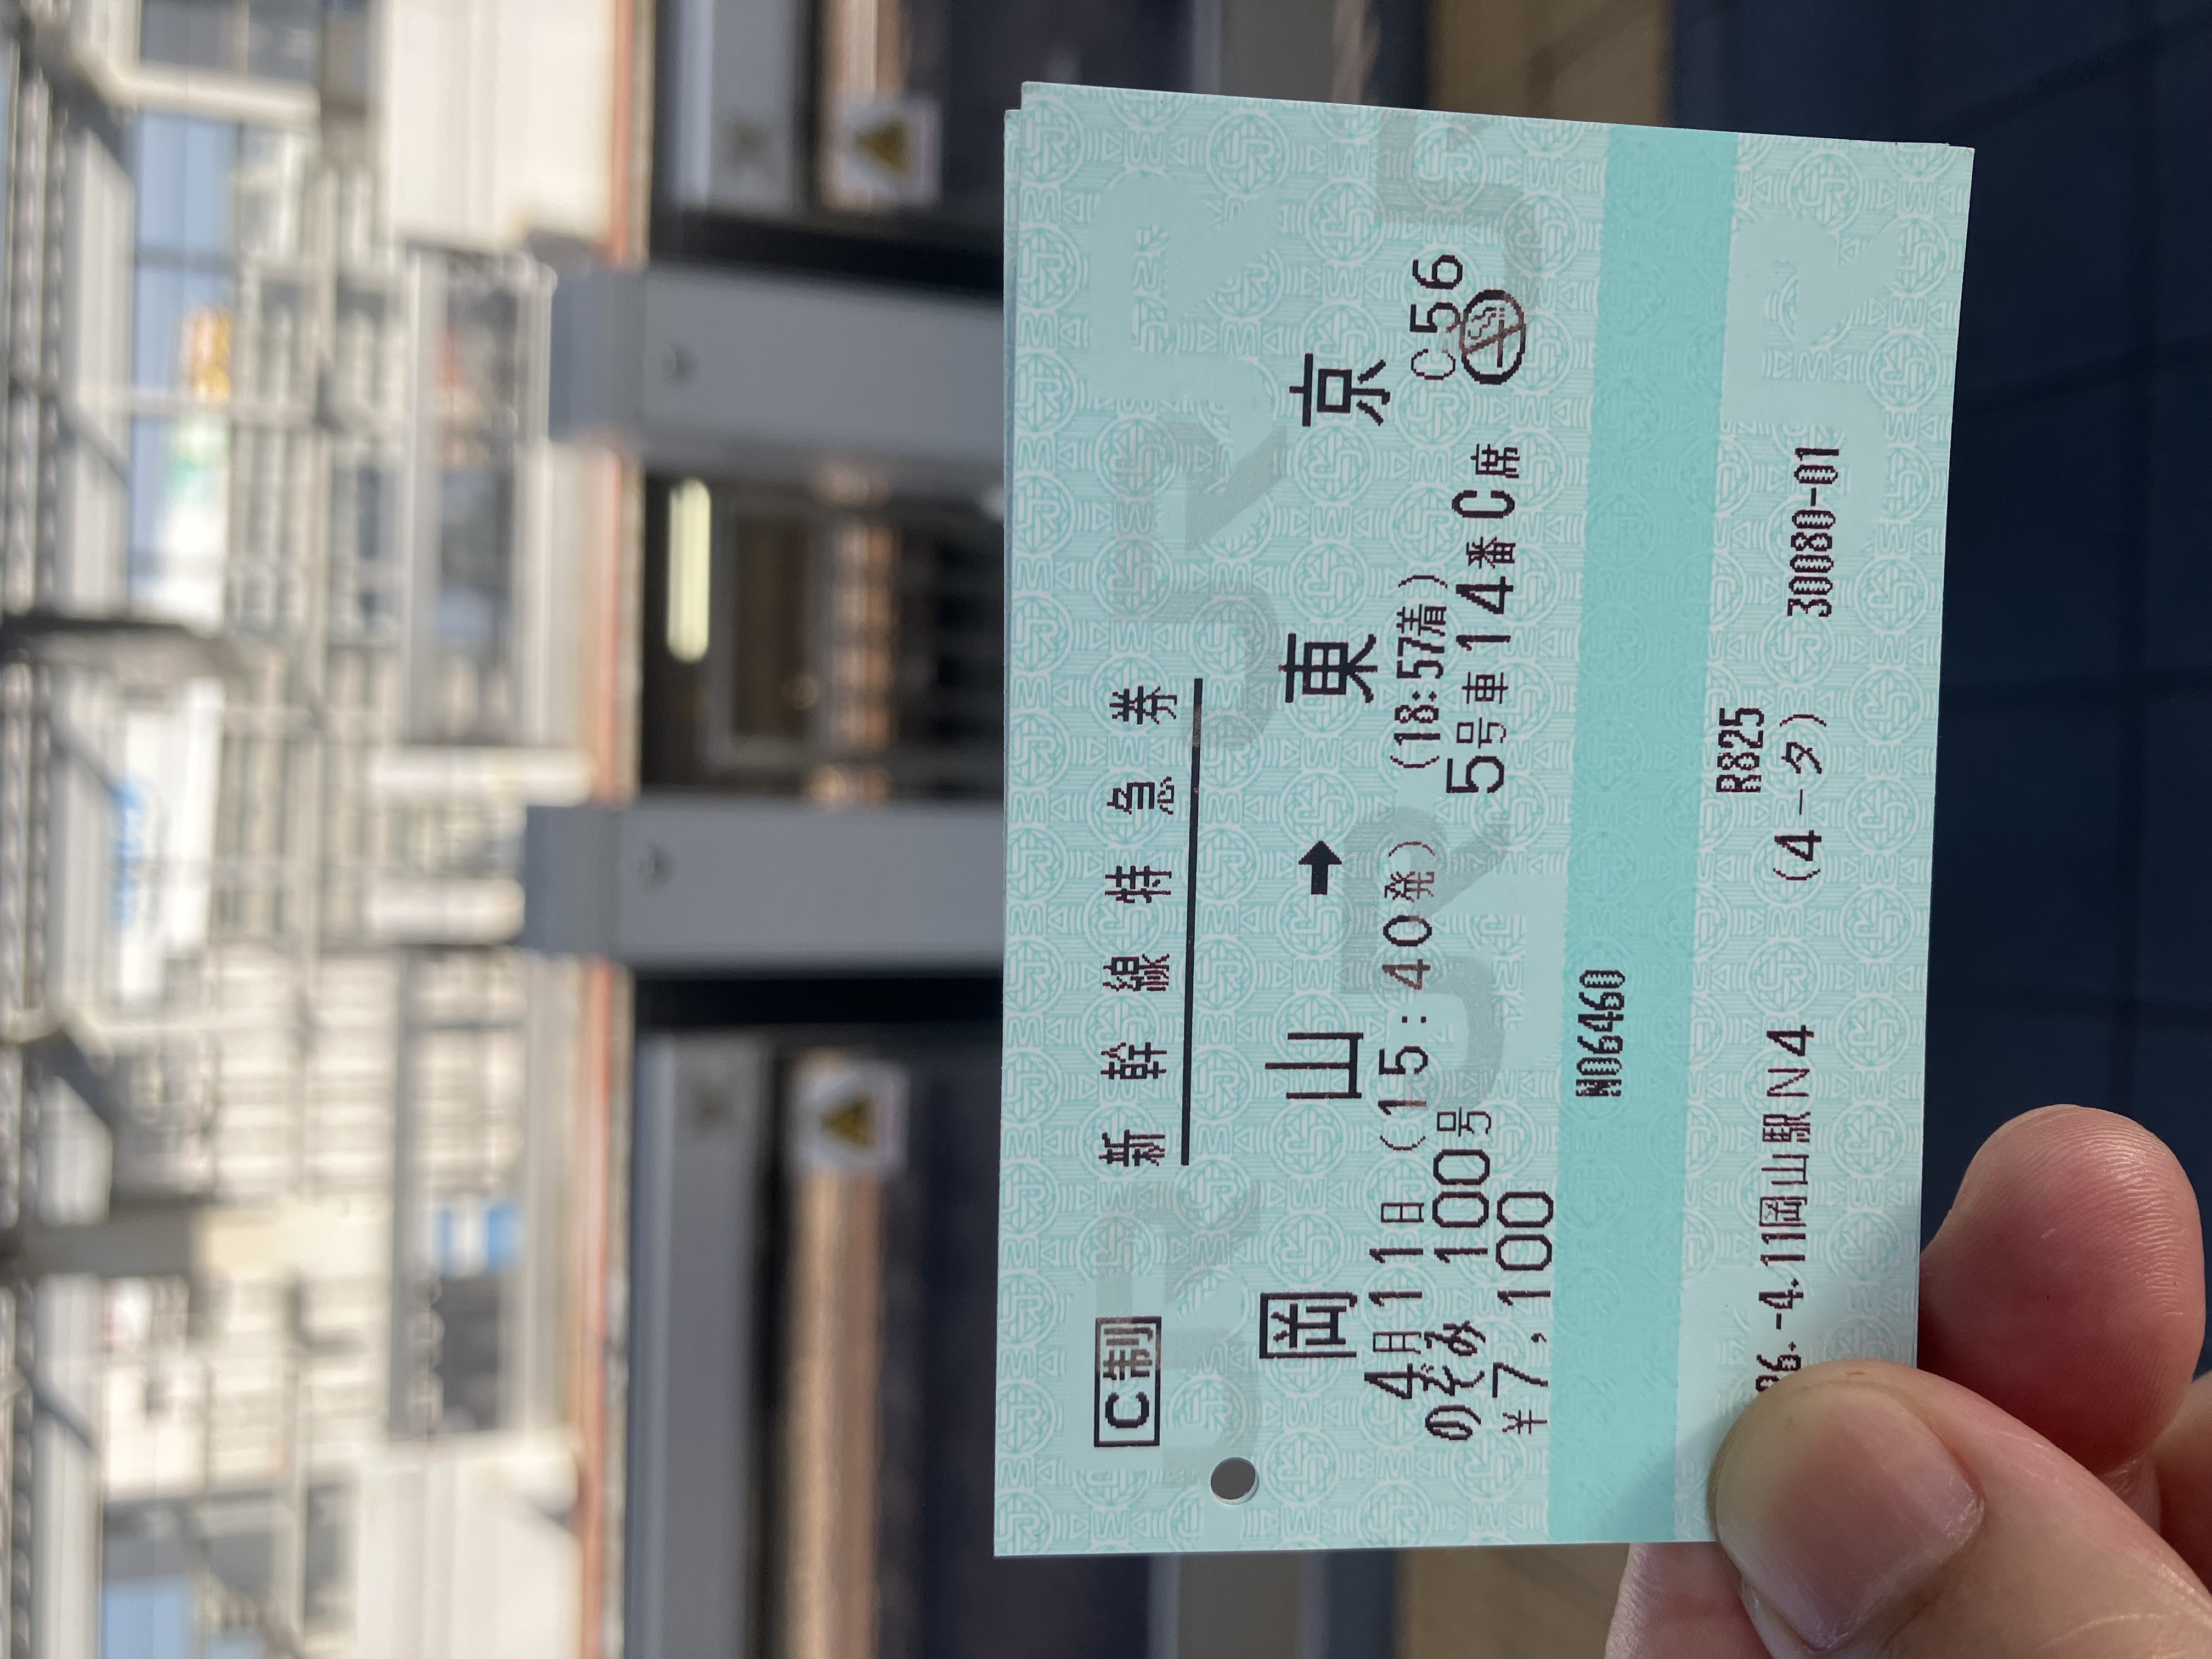 C制 新幹線特急券
岡山 → 東京
4月11日 (15:40発) (18:57着) C56
のぞみ 100号 5号車14番C席
¥7,100
W06460
R825
-4.11岡山駅N4 (4-タ) 30080-01